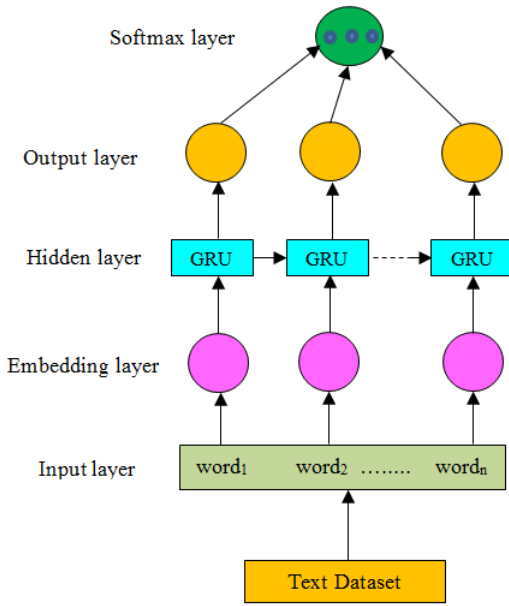 Softmax layer
Output layer
Hidden layer GRU GRU GRU
Embedding layer
Input layer word₁ word₂ ........ wordₙ
Text Dataset